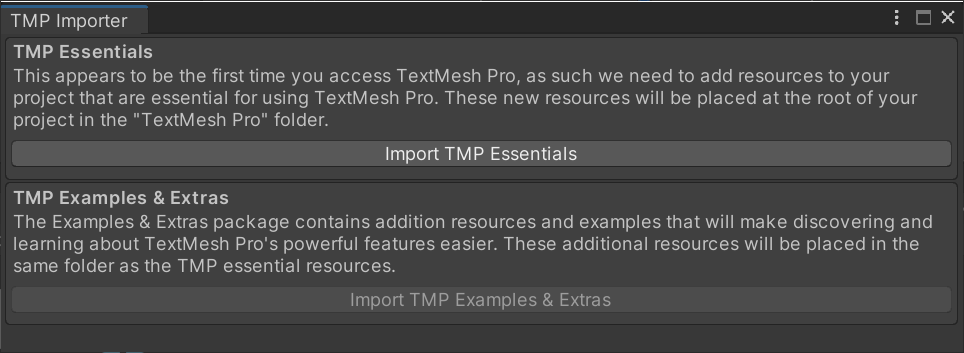 TMP Importer
TMP Essentials
This appears to be the first time you access TextMesh Pro, as such we need to add resources to your
project that are essential for using TextMesh Pro. These new resources will be placed at the root of your
project in the "TextMesh Pro" folder.
Import TMP Essentials
TMP Examples & Extras
The Examples & Extras package contains addition resources and examples that will make discovering and
learning about TextMesh Pro's powerful features easier. These additional resources will be placed in the
same folder as the TMP essential resources.
Import TMP Examples & Extras